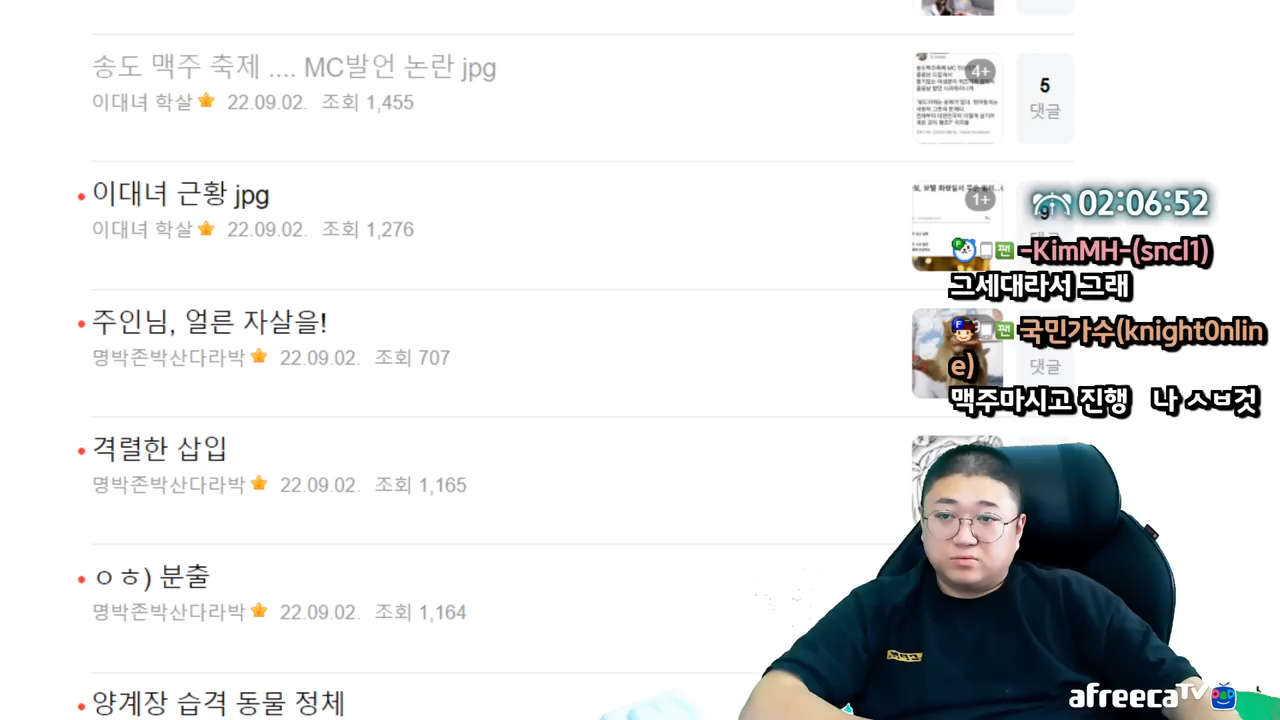 송도 맥주 축제 .... MC발언 논란 jpg
이대녀 학살 22.09.02. 조회 1,455
4+
5
댓글
이대녀 근황 jpg
이대녀 학살 22.09.02. 조회 1,276
1+
02:06:52
팬 -KimMH-(sncl1)
그세대라서 그래
주인님, 얼른 자살을!
명박존박산다라박 22.09.02. 조회 707
팬 국민가수(knight0nlin
e)
댓글
맥주마시고 진행 나 ㅅㅂ것
격렬한 삽입
명박존박산다라박 22.09.02. 조회 1,165
ㅇㅎ) 분출
명박존박산다라박 22.09.02. 조회 1,164
양계장 습격 동물 정체
afreecaTV